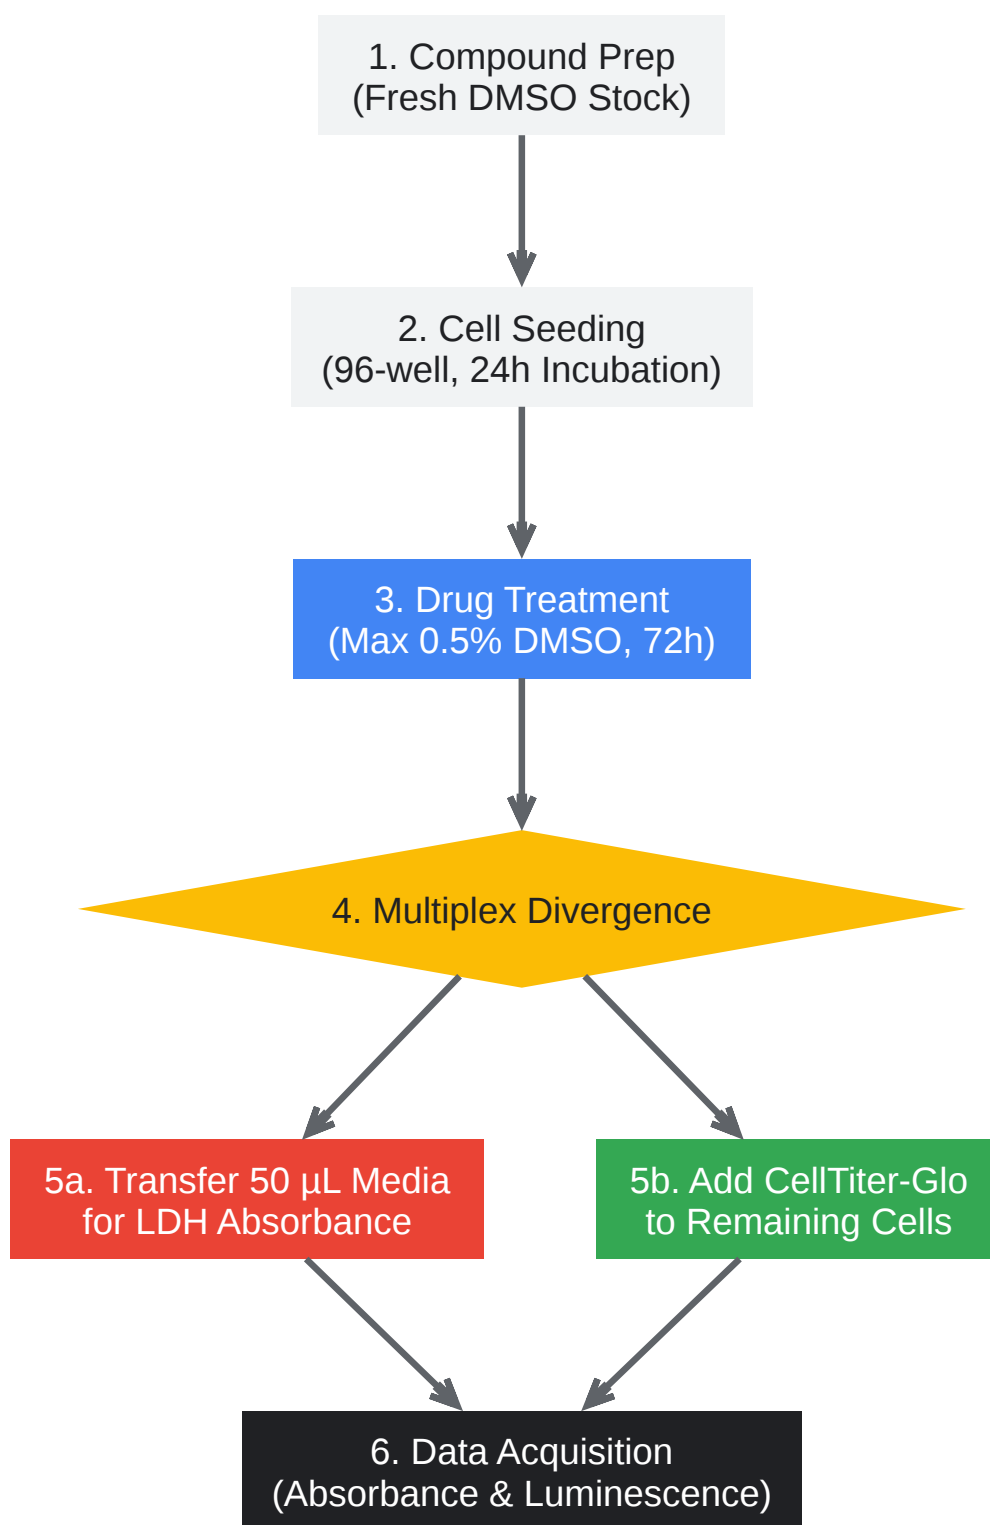 1. Compound Prep
(Fresh DMSO Stock)
2. Cell Seeding
(96-well, 24h Incubation)
3. Drug Treatment
(Max 0.5% DMSO, 72h)
4. Multiplex Divergence
5a. Transfer 50 µL Media
for LDH Absorbance
5b. Add CellTiter-Glo
to Remaining Cells
6. Data Acquisition
(Absorbance & Luminescence)